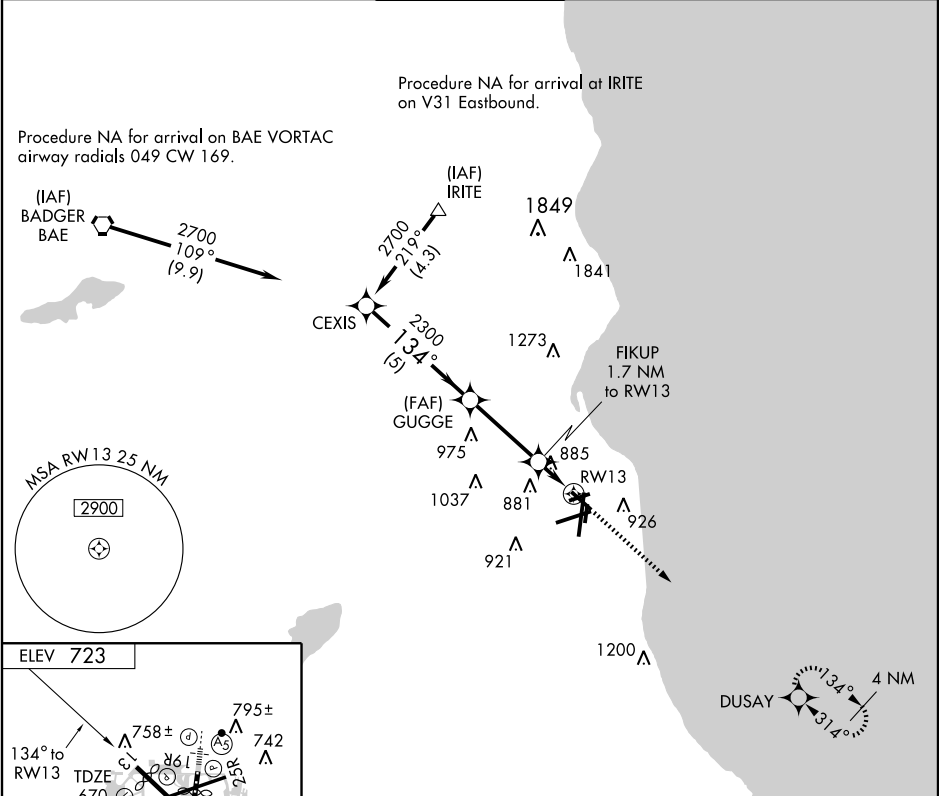 Procedure NA for arrival at IRITE
on V31 Eastbound.
Procedure NA for arrival on BAE VORTAC
airway radials 049 CW 169.
(IAF)
IRITE
(IAF)
BADGER
BAE
2700
109°
(9.9)
2700
219°
(4.3)
1849
1841
CEXIS
2300
134°
(5)
1273
FIKUP
1.7 NM
to RW13
(FAF)
GUGGE
975
885
RW13
1037
881
926
921
MSA RW13 25 NM
2900
1200
DUSAY
134°
314°
4 NM
ELEV 723
795±
758±
742
134° to
RW13
TDZE
670
13
19R
25R
A5
P
P
P